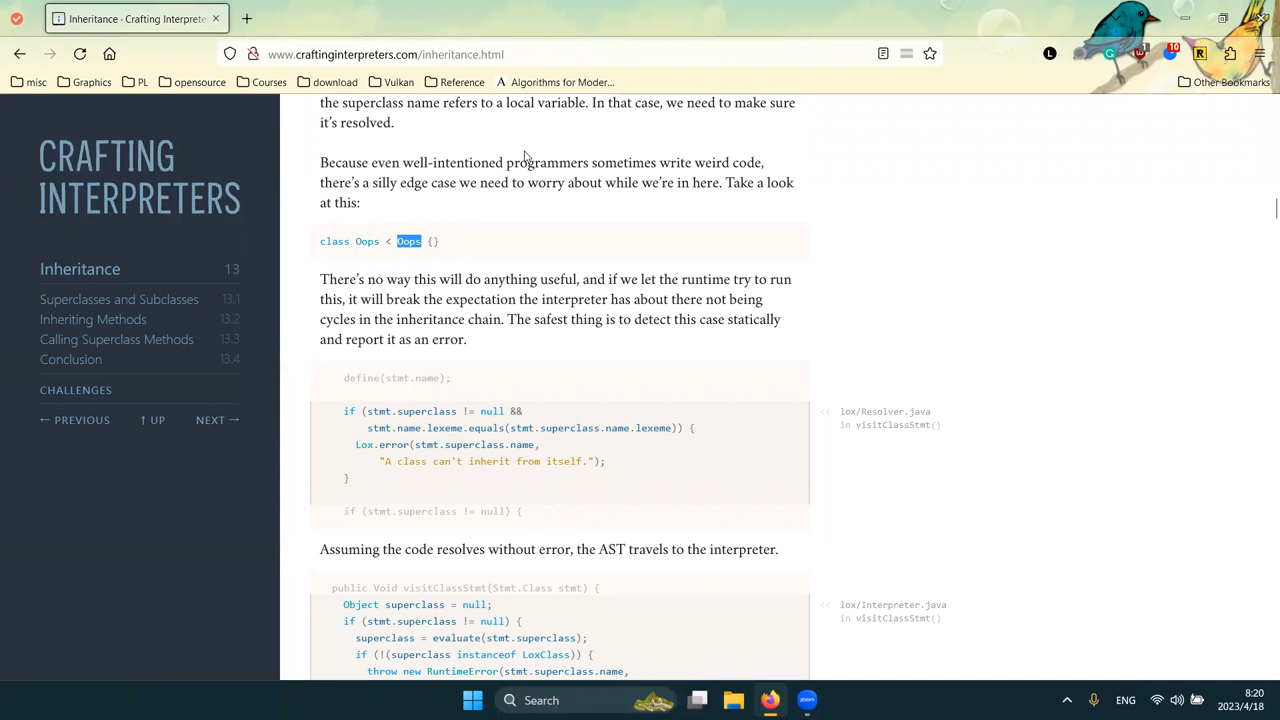 Inheritance · Crafting Interpreter
www.craftinginterpreters.com/inheritance.html
10
misc
Graphics
PL
opensource
Courses
download
Vulkan
Reference
Algorithms for Moder...
Other Bookmarks
CRAFTING
INTERPRETERS
Inheritance 13
Superclasses and Subclasses 13.1
Inheriting Methods 13.2
Calling Superclass Methods 13.3
Conclusion 13.4
CHALLENGES
← PREVIOUS ↑ UP NEXT →
the superclass name refers to a local variable. In that case, we need to make sure
it's resolved.
Because even well-intentioned programmers sometimes write weird code,
there's a silly edge case we need to worry about while we're in here. Take a look
at this:
class Oops < Oops {}
There's no way this will do anything useful, and if we let the runtime try to run
this, it will break the expectation the interpreter has about there not being
cycles in the inheritance chain. The safest thing is to detect this case statically
and report it as an error.
define(stmt.name);
if (stmt.superclass != null &&
stmt.name.lexeme.equals(stmt.superclass.name.lexeme)) {
Lox.error(stmt.superclass.name,
"A class can't inherit from itself.");
}
if (stmt.superclass != null) {
<< lox/Resolver.java
in visitClassStmt()
Assuming the code resolves without error, the AST travels to the interpreter.
public Void visitClassStmt(Stmt.Class stmt) {
Object superclass = null;
if (stmt.superclass != null) {
superclass = evaluate(stmt.superclass);
if (!(superclass instanceof LoxClass)) {
throw new RuntimeError(stmt.superclass.name,
<< lox/Interpreter.java
in visitClassStmt()
Search
zoom
ENG
8:20
2023/4/18